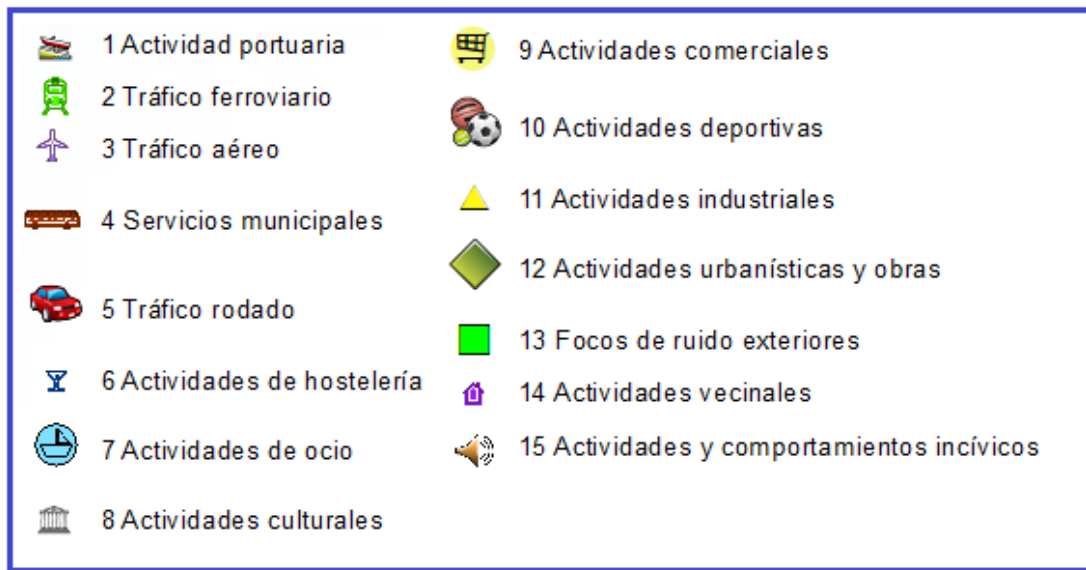 1 Actividad portuaria
2 Tráfico ferroviario
3 Tráfico aéreo
4 Servicios municipales
5 Tráfico rodado
6 Actividades de hostelería
7 Actividades de ocio
8 Actividades culturales
9 Actividades comerciales
10 Actividades deportivas
11 Actividades industriales
12 Actividades urbanísticas y obras
13 Focos de ruido exteriores
14 Actividades vecinales
15 Actividades y comportamientos incívicos